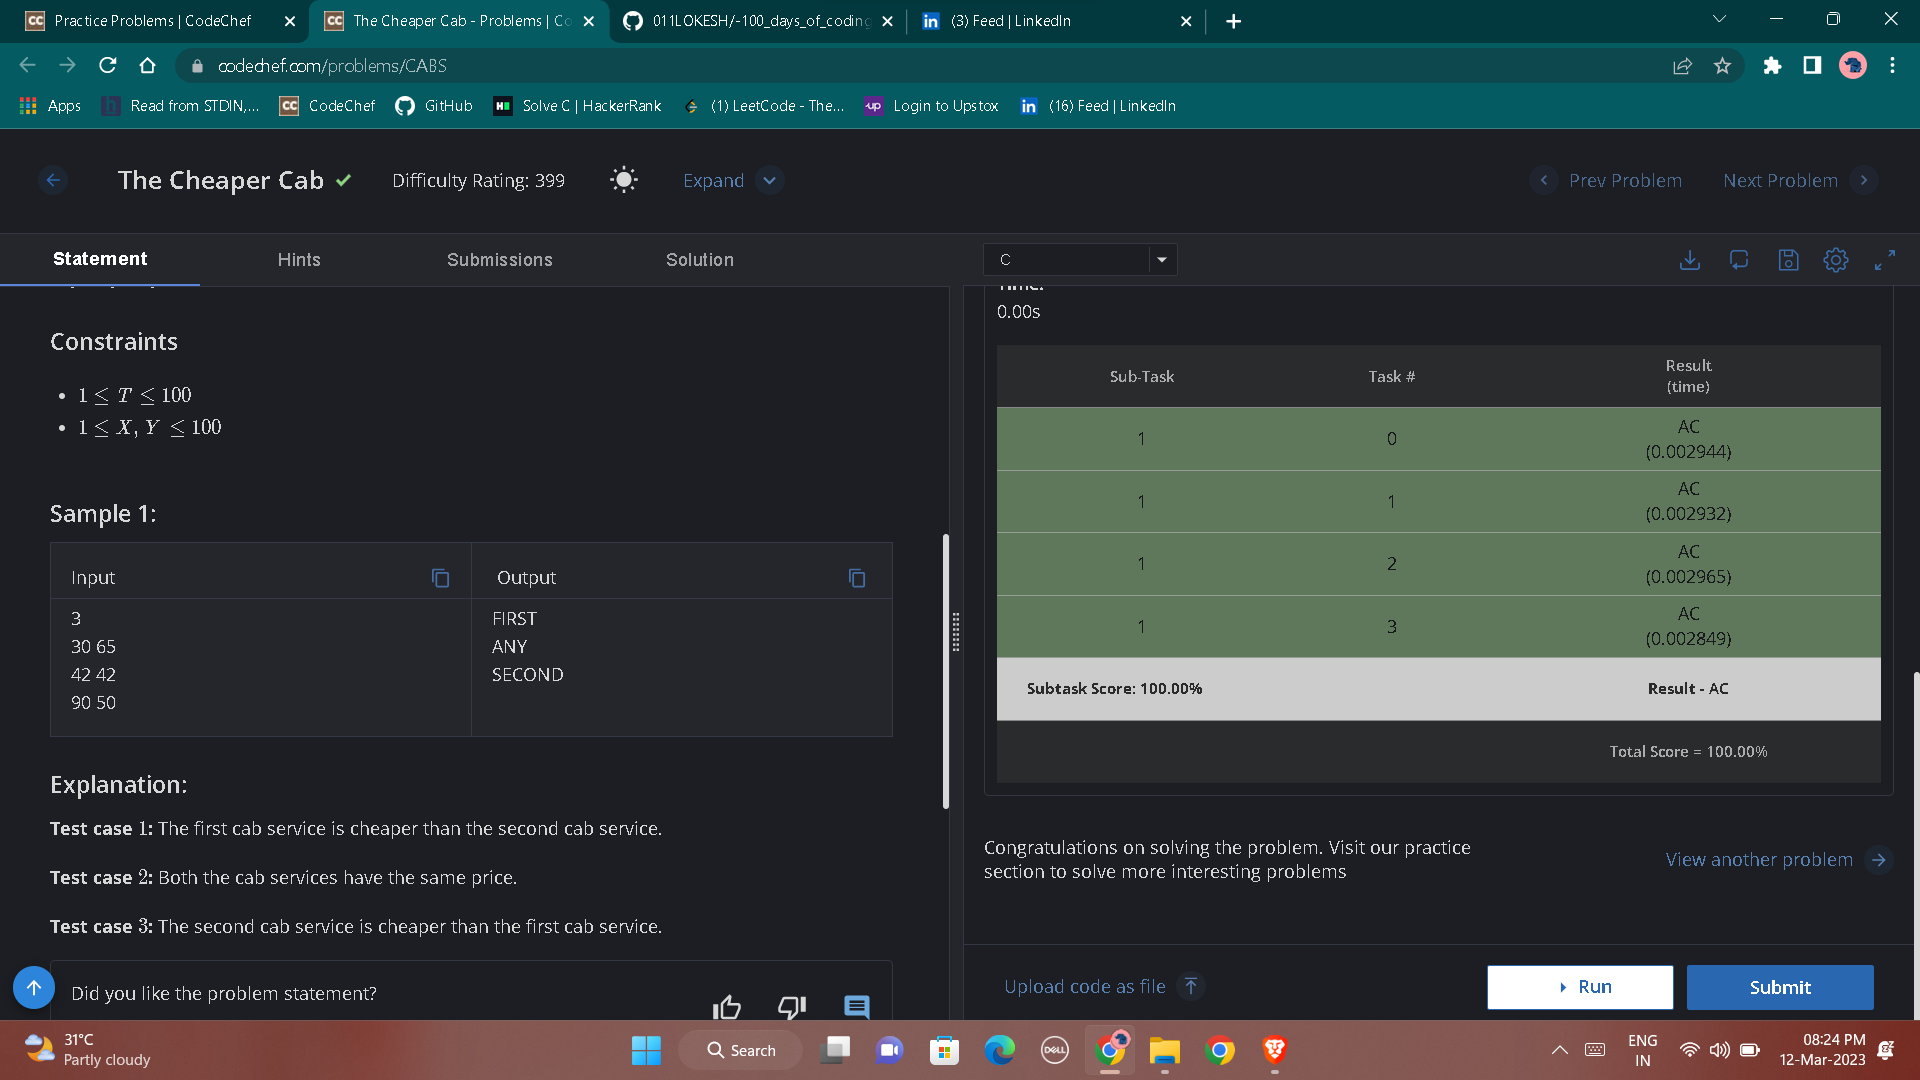 Practice Problems | CodeChef
The Cheaper Cab - Problems | Co
011LOKESH/-100_days_of_coding
(3) Feed | LinkedIn
codechef.com/problems/CABS
Apps
Read from STDIN,...
CodeChef
GitHub
Solve C | HackerRank
(1) LeetCode - The...
Login to Upstox
(16) Feed | LinkedIn
The Cheaper Cab
Difficulty Rating: 399
Expand
Prev Problem
Next Problem
Statement
Hints
Submissions
Solution
C
Constraints
• 1 ≤ T ≤ 100
• 1 ≤ X, Y ≤ 100
Sample 1:
Input
Output
3
30 65
42 42
90 50
FIRST
ANY
SECOND
Explanation:
Test case 1: The first cab service is cheaper than the second cab service.
Test case 2: Both the cab services have the same price.
Test case 3: The second cab service is cheaper than the first cab service.
Did you like the problem statement?
Time:
0.00s
Sub-Task
Task #
Result
(time)
1
0
AC
(0.002944)
1
1
AC
(0.002932)
1
2
AC
(0.002965)
1
3
AC
(0.002849)
Subtask Score: 100.00%
Result - AC
Total Score = 100.00%
Congratulations on solving the problem. Visit our practice
section to solve more interesting problems
View another problem
Upload code as file
Run
Submit
31°C
Partly cloudy
Search
DELL
ENG
IN
08:24 PM
12-Mar-2023